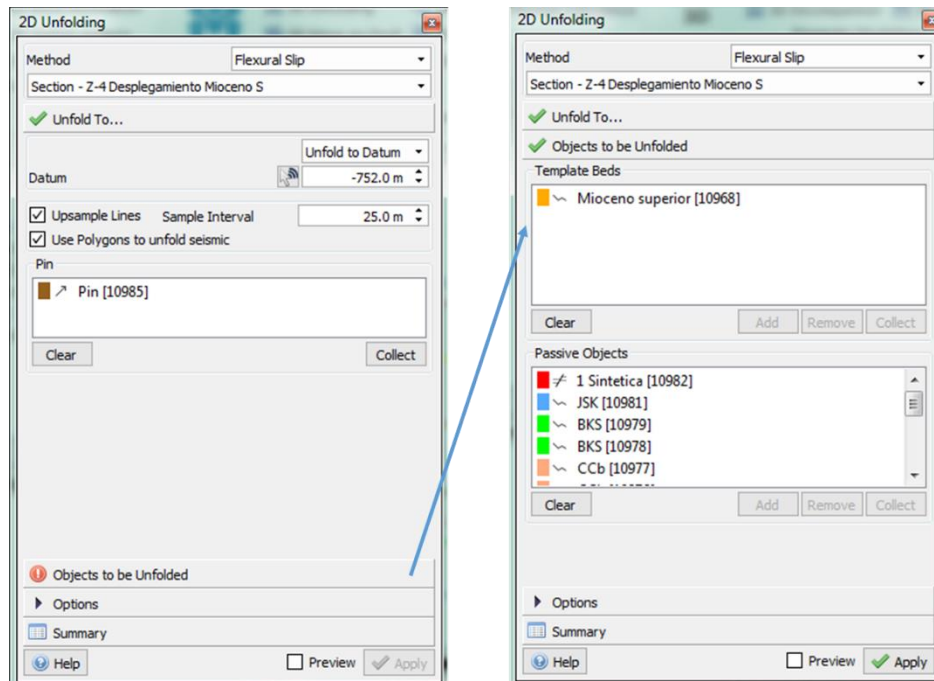 2D Unfolding
Method Flexural Slip
Section - Z-4 Desplegamiento Mioceno S
Unfold To...
Unfold to Datum
Datum -752.0 m
Upsample Lines Sample Interval 25.0 m
Use Polygons to unfold seismic
Pin
Pin [10985]
Clear Collect
Objects to be Unfolded
Options
Summary
Help Preview Apply
2D Unfolding
Method Flexural Slip
Section - Z-4 Desplegamiento Mioceno S
Unfold To...
Objects to be Unfolded
Template Beds
Mioceno superior [10968]
Clear Add Remove Collect
Passive Objects
1 Sintetica [10982]
JSK [10981]
BKS [10979]
BKS [10978]
CCb [10977]
Clear Add Remove Collect
Options
Summary
Help Preview Apply